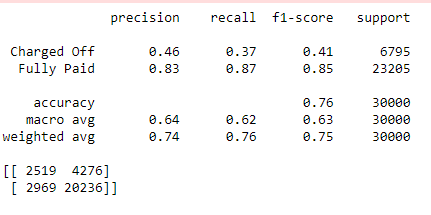 precision recall f1-score support
Charged Off 0.46 0.37 0.41 6795
Fully Paid 0.83 0.87 0.85 23205
accuracy 0.76 30000
macro avg 0.64 0.62 0.63 30000
weighted avg 0.74 0.76 0.75 30000
[[ 2519 4276]
[ 2969 20236]]